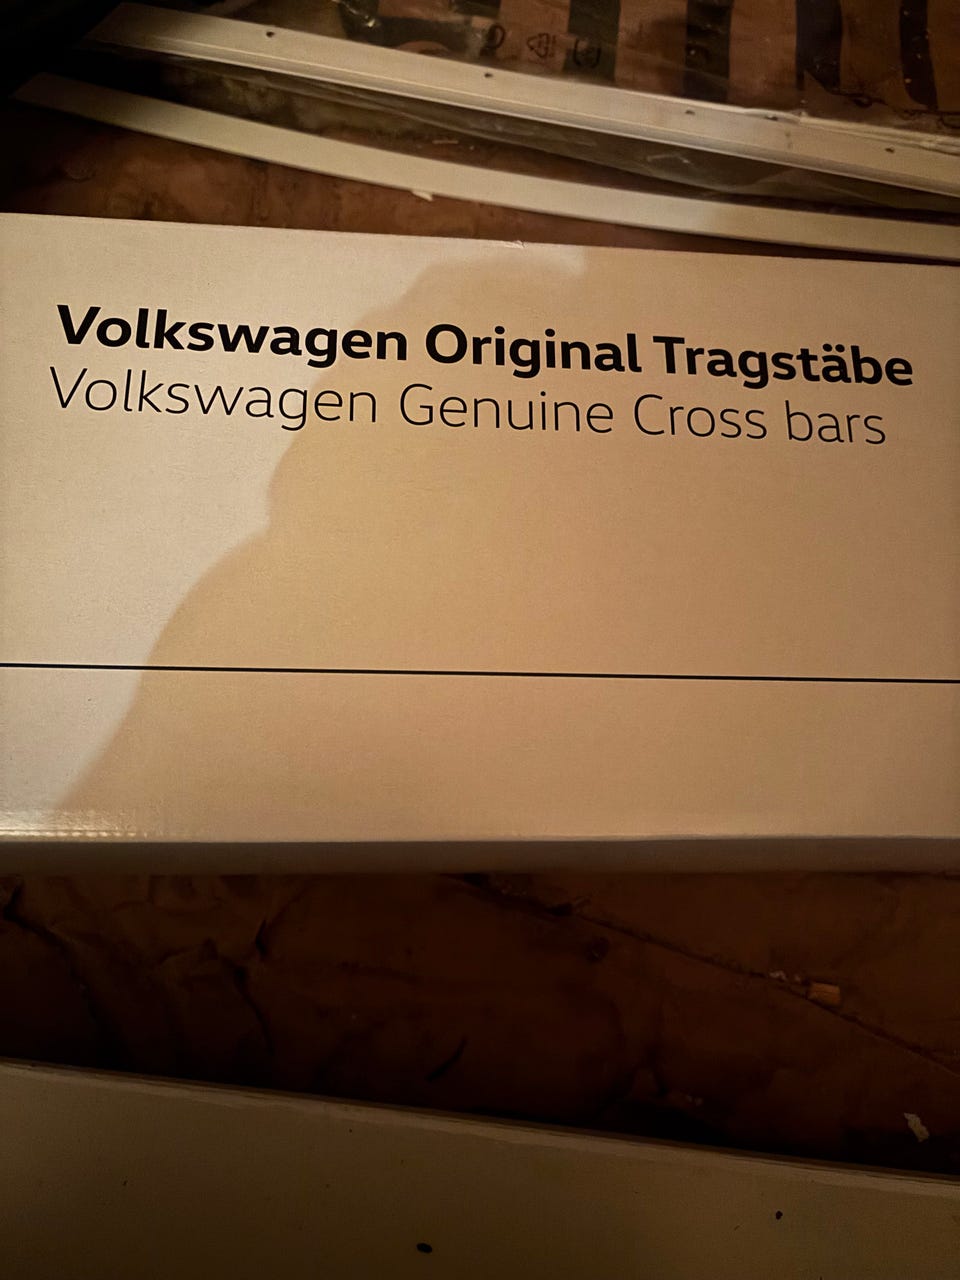 Volkswagen Original Tragstäbe
Volkswagen Genuine Cross bars